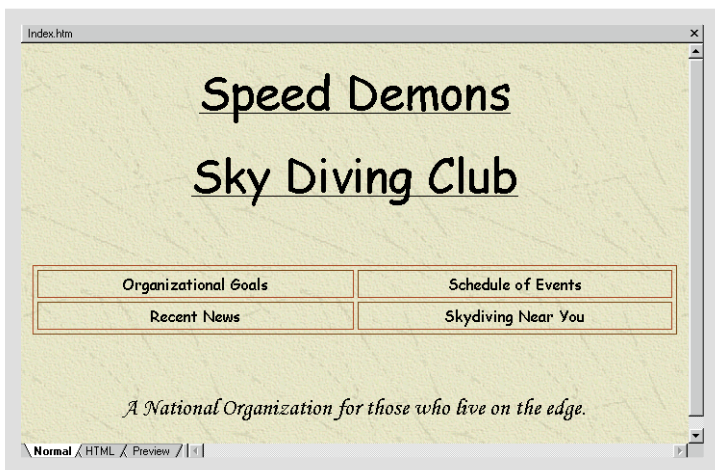 Index.htm
Speed Demons
Sky Diving Club
Organizational Goals Schedule of Events
Recent News Skydiving Near You
A National Organization for those who live on the edge.
Normal HTML Preview